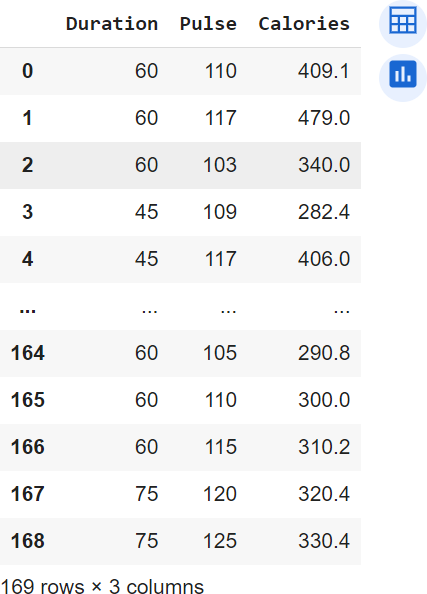 Duration Pulse Calories
0 60 110 409.1
1 60 117 479.0
2 60 103 340.0
3 45 109 282.4
4 45 117 406.0
... ... ... ...
164 60 105 290.8
165 60 110 300.0
166 60 115 310.2
167 75 120 320.4
168 75 125 330.4
169 rows × 3 columns